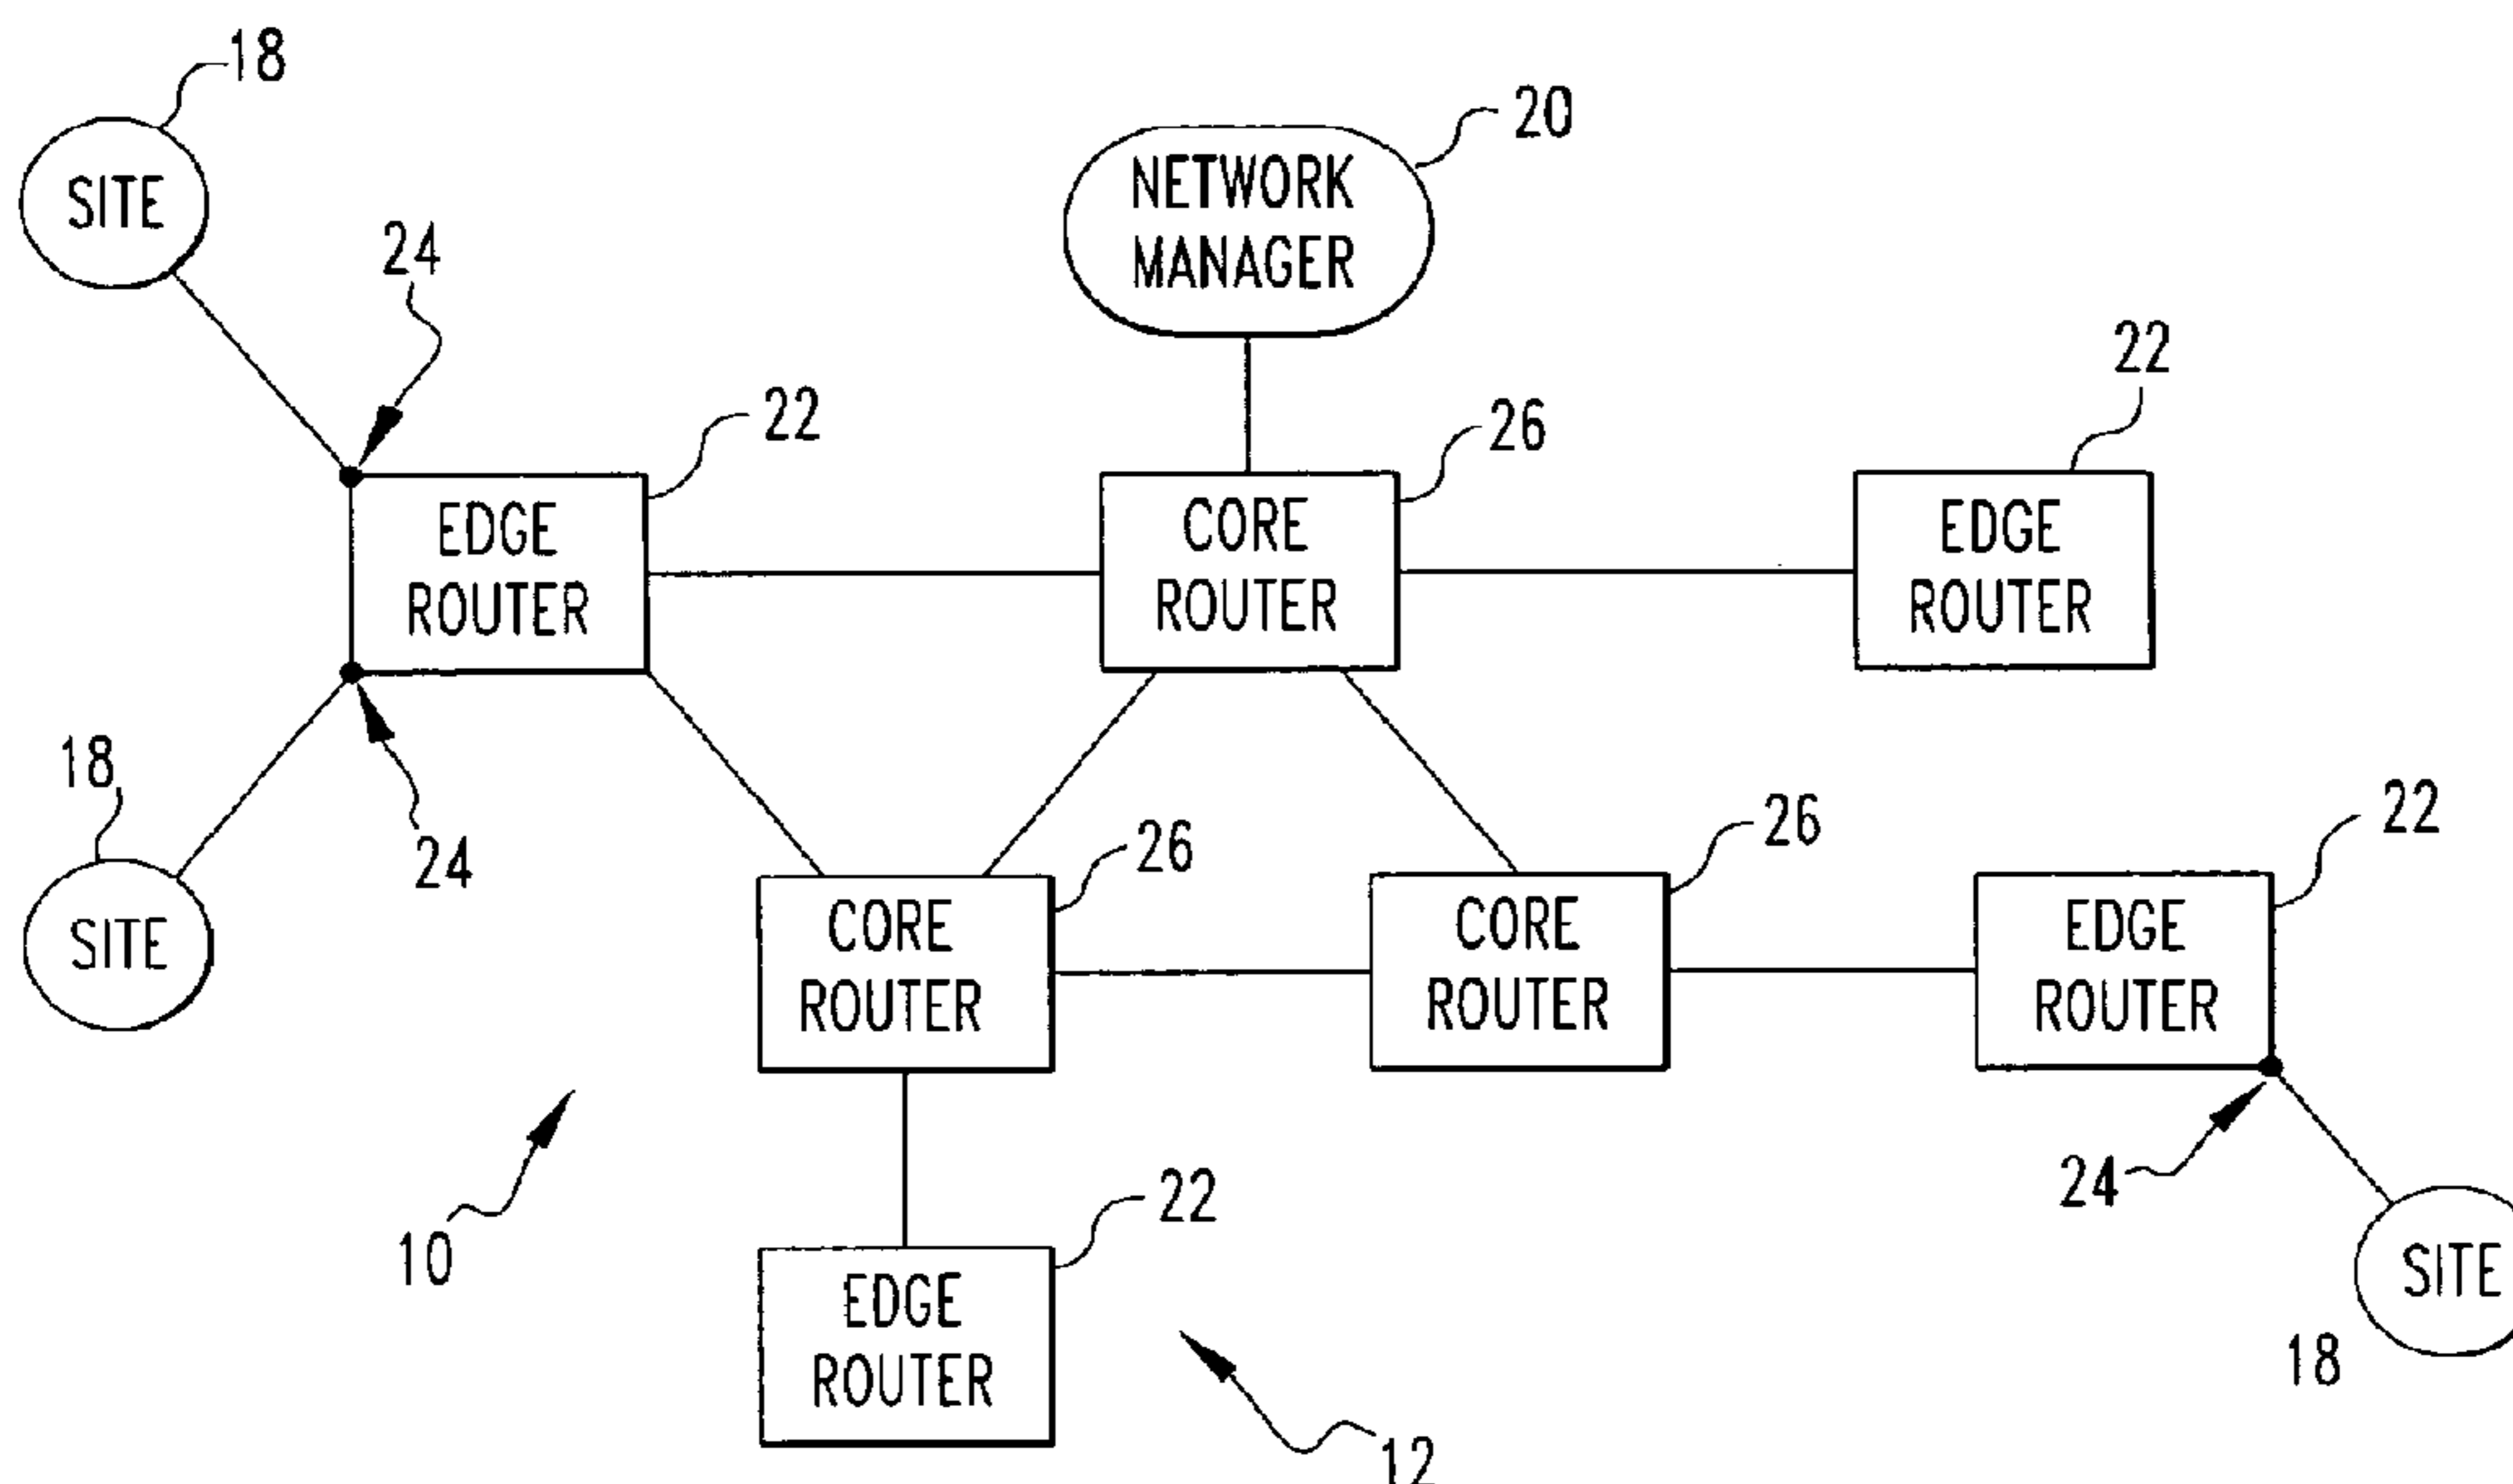 18
SITE
24
NETWORK
MANAGER
20
22
EDGE
ROUTER
26
CORE
ROUTER
22
EDGE
ROUTER
18
SITE
24
26
CORE
ROUTER
26
CORE
ROUTER
22
EDGE
ROUTER
24
SITE
18
10
22
EDGE
ROUTER
12